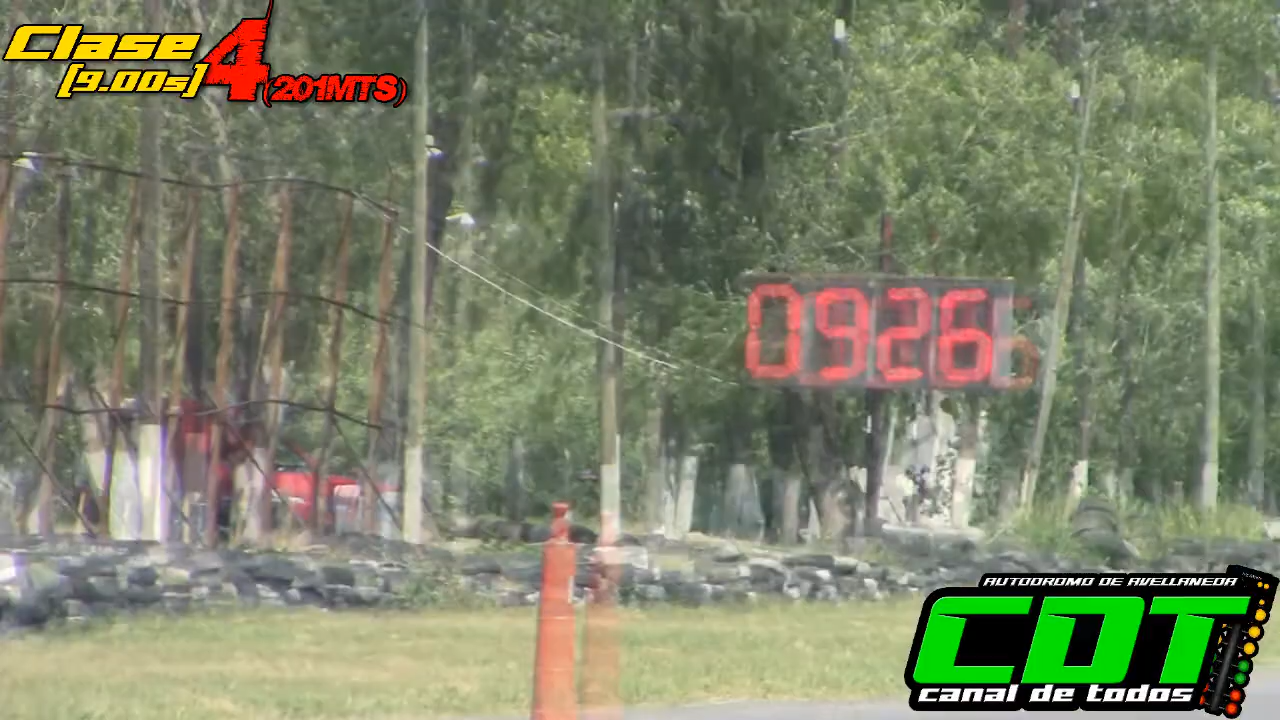 Clase 4
[9.00s] (201MTS)
0926
AUTODROMO DE AVELLANEDA
CDT
canal de todos